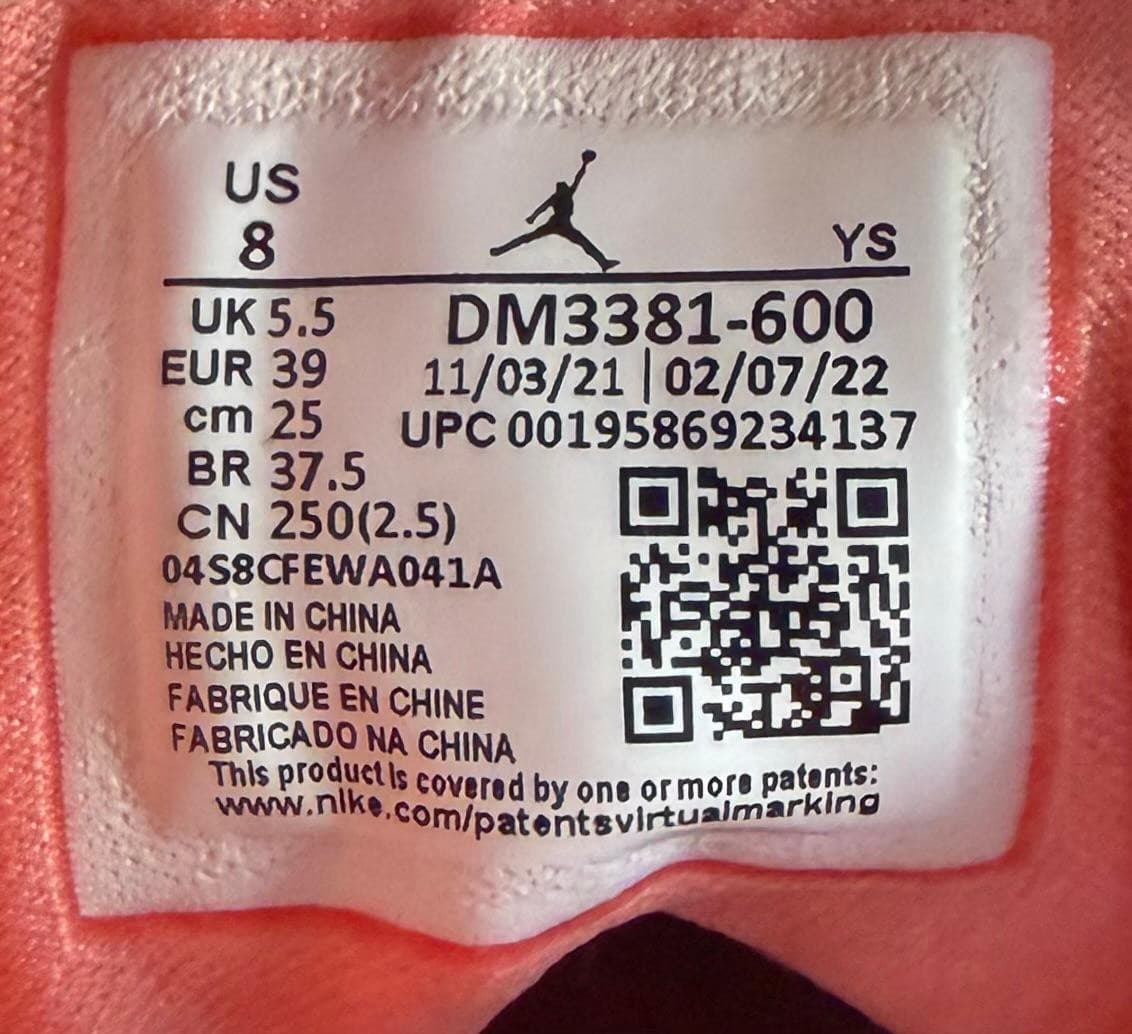 US
8
YS
UK 5.5
EUR 39
cm 25
BR 37.5
CN 250(2.5)
DM3381-600
11/03/21 | 02/07/22
UPC 00195869234137
04S8CFEWA041A
MADE IN CHINA
HECHO EN CHINA
FABRIQUE EN CHINE
FABRICADO NA CHINA
This product is covered by one or more patents:
www.nike.com/patentsvirtualmarking